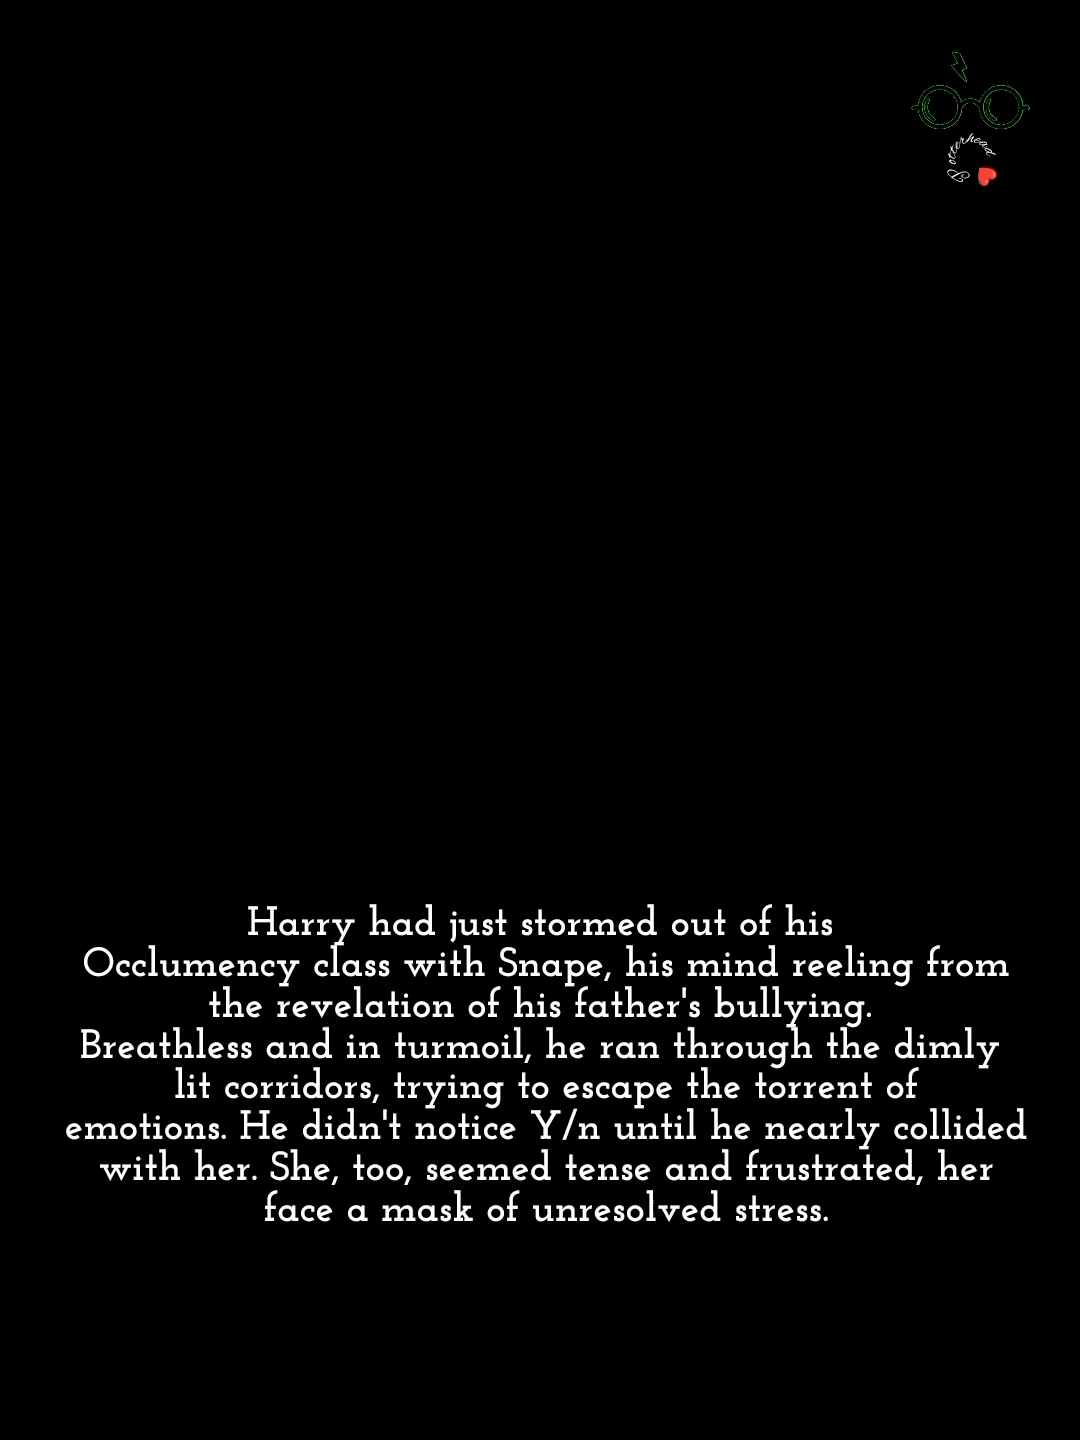 Potterhead
Harry had just stormed out of his
Occlumency class with Snape, his mind reeling from
the revelation of his father's bullying.
Breathless and in turmoil, he ran through the dimly
lit corridors, trying to escape the torrent of
emotions. He didn't notice Y/n until he nearly collided
with her. She, too, seemed tense and frustrated, her
face a mask of unresolved stress.